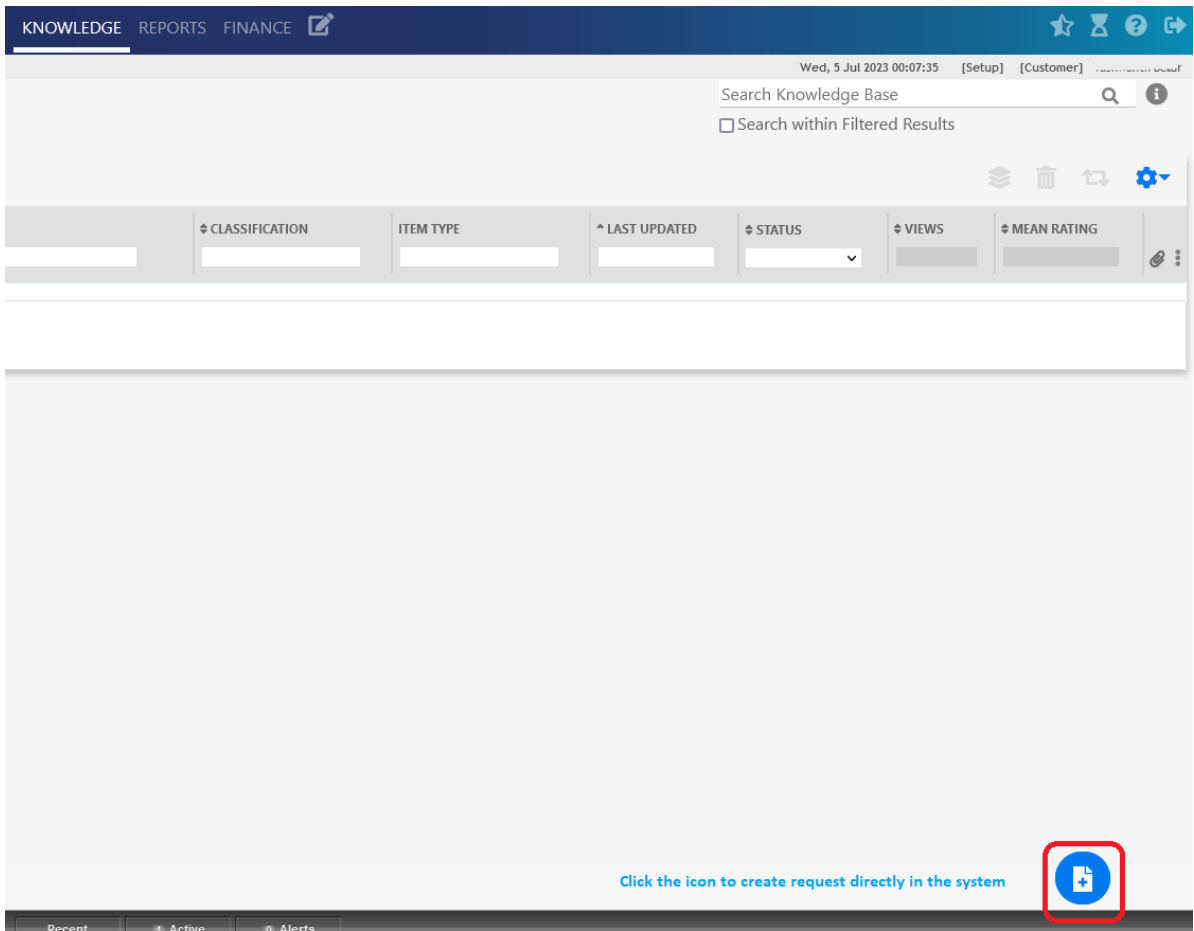 KNOWLEDGE REPORTS FINANCE
Wed, 5 Jul 2023 00:07:35 [Setup] [Customer]
Search Knowledge Base
Search within Filtered Results
CLASSIFICATION ITEM TYPE LAST UPDATED STATUS VIEWS MEAN RATING
Click the icon to create request directly in the system
Recent 1 Active 0 Alerts